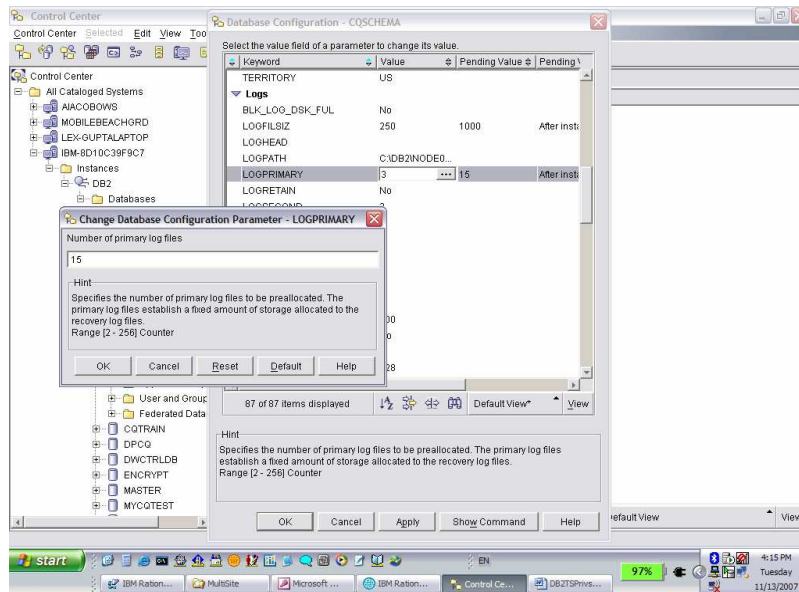 Control Center
Control Center Selected Edit View Too
Control Center
All Cataloged Systems
AIACOBOWS
MOBILEBEACHGRD
LEX-GUPTALAPTOP
IBM-8D10C39F9C7
Instances
DB2
Databases
User and Group
Federated Data
CQTRAIN
DPCQ
DWCTRLDB
ENCRYPT
MASTER
MYCQTEST
Database Configuration - CQSCHEMA
Select the value field of a parameter to change its value.
Keyword Value Pending Value Pending V
TERRITORY US
Logs
BLK_LOG_DSK_FUL No
LOGFILSIZ 250 1000 After insta
LOGHEAD
LOGPATH C:\DB2\NODE0...
LOGPRIMARY 3 ... 15 After insta
LOGRETAIN No
LOGSECOND 2
Change Database Configuration Parameter - LOGPRIMARY
Number of primary log files
15
Hint
Specifies the number of primary log files to be preallocated. The
primary log files establish a fixed amount of storage allocated to the
recovery log files.
Range [2 - 256] Counter
OK Cancel Reset Default Help
87 of 87 items displayed Default View* View
Hint
Specifies the number of primary log files to be preallocated. The primary log files
establish a fixed amount of storage allocated to the recovery log files.
Range [2 - 256] Counter
OK Cancel Apply Show Command Help
efault View View
start EN 97% 4:15 PM
Tuesday
11/13/2007
IBM Ration... MultiSite Microsoft ... IBM Ration... Control Ce... DB2TSPrivs...